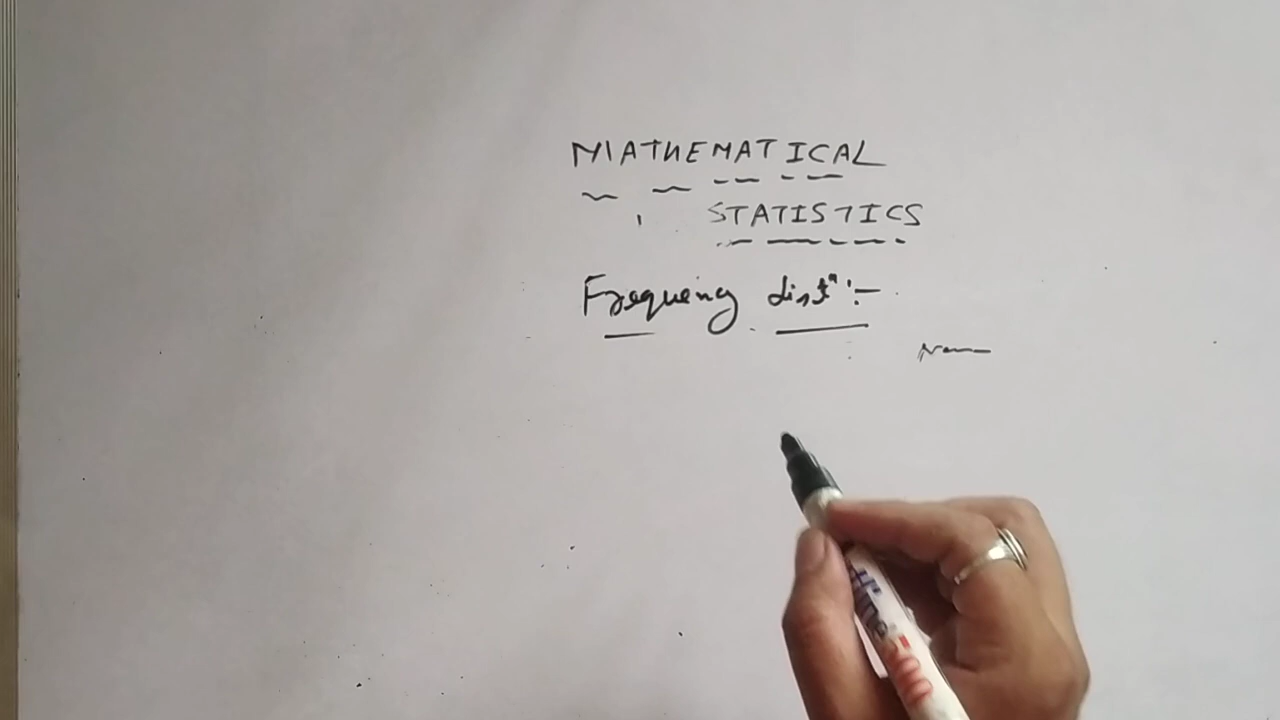 MATHEMATICAL
STATISTICS
Frequency distⁿ :-